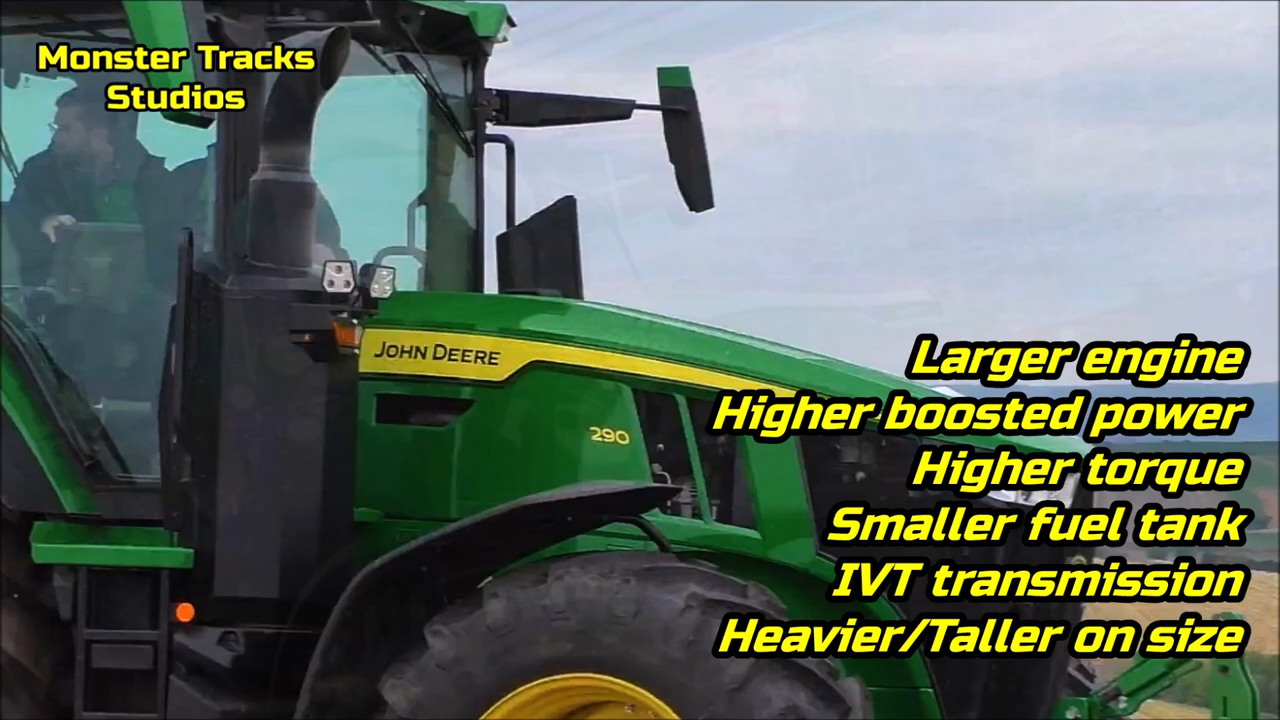 Monster Tracks
Studios
JOHN DEERE
290
Larger engine
Higher boosted power
Higher torque
Smaller fuel tank
IVT transmission
Heavier/Taller on size